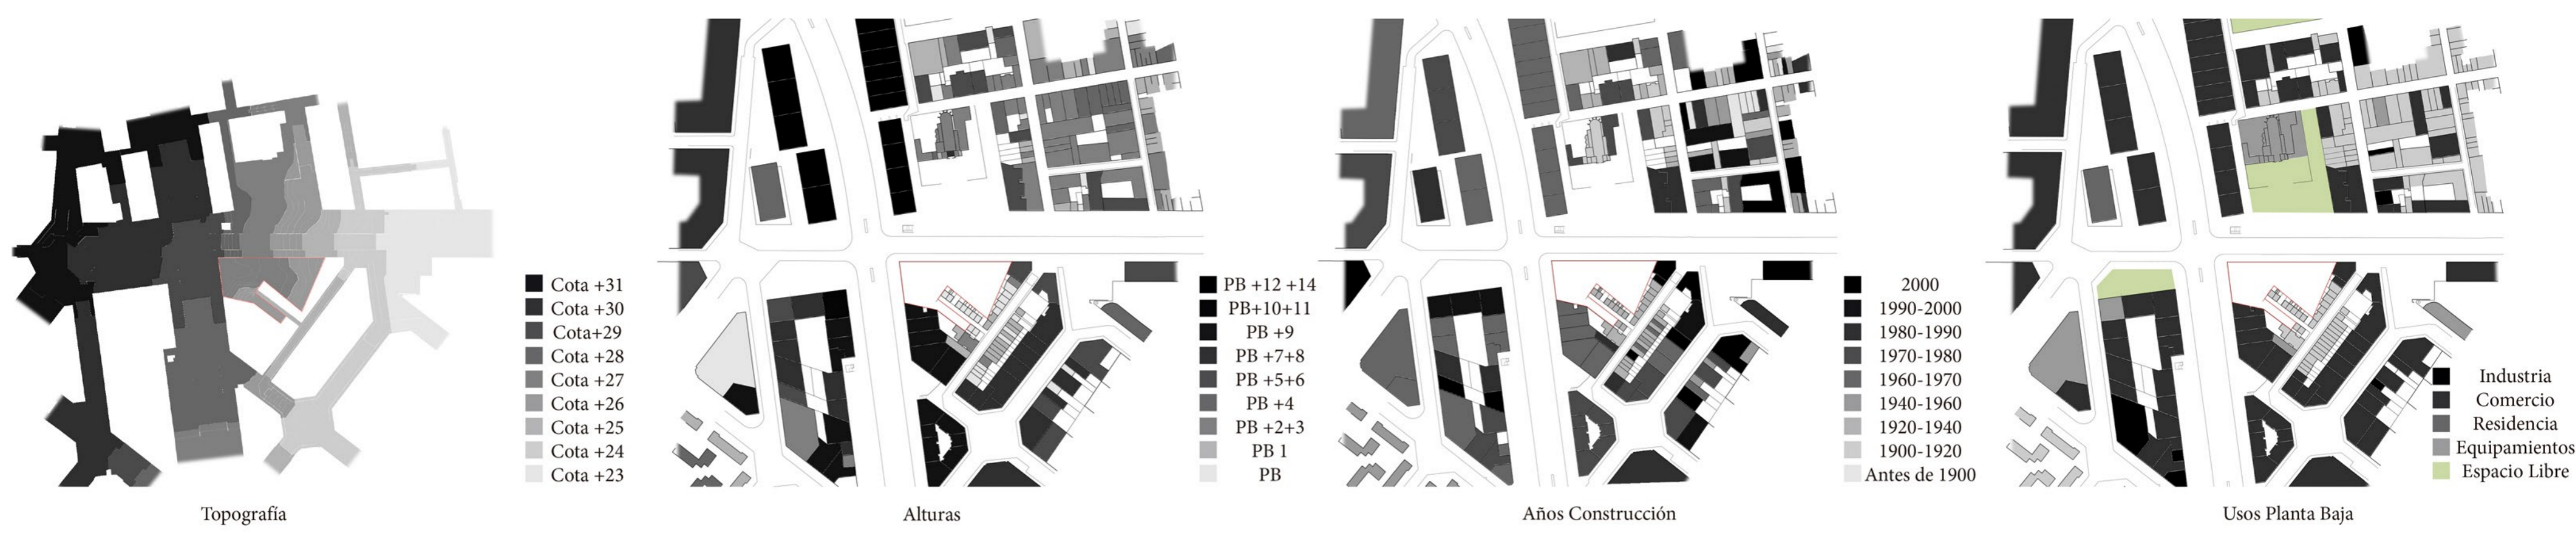 Cota +31
Cota +30
Cota+29
Cota +28
Cota +27
Cota +26
Cota +25
Cota +24
Cota +23
Topografía
PB +12 +14
PB+10+11
PB +9
PB +7+8
PB +5+6
PB +4
PB +2+3
PB 1
PB
Alturas
2000
1990-2000
1980-1990
1970-1980
1960-1970
1940-1960
1920-1940
1900-1920
Antes de 1900
Años Construcción
Industria
Comercio
Residencia
Equipamientos
Espacio Libre
Usos Planta Baja